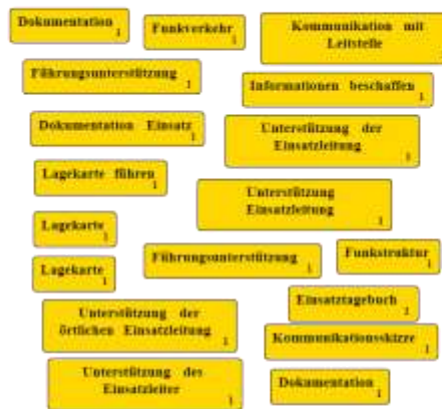 Dokumentation
1
Funkverkehr
1
Kommunikation mit
Leitstelle
1
Führungsunterstützung
1
Informationen beschaffen
1
Dokumentation Einsatz
1
Unterstützung der
Einsatzleitung
1
Lagekarte führen
1
Unterstützung
Einsatzleitung
1
Lagekarte
1
Führungsunterstützung
1
Funkstruktur
1
Lagekarte
1
Einsatztagebuch
1
Unterstützung der
örtlichen Einsatzleitung
1
Kommunikationsskizze
1
Unterstützung des
Einsatzleiter
1
Dokumentation
1